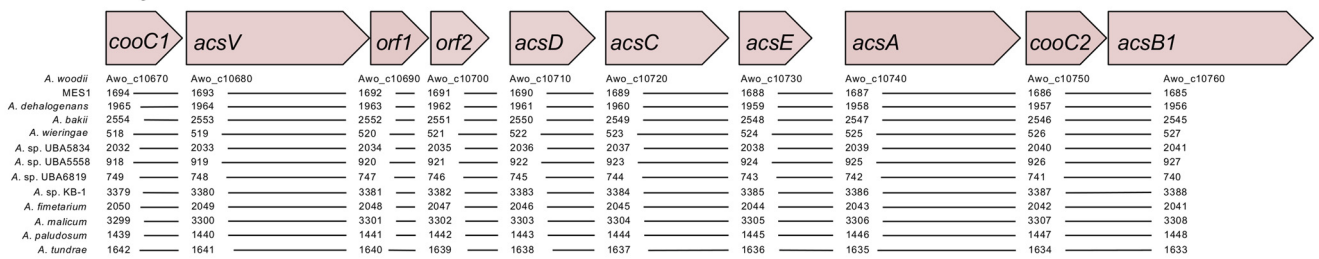 cooC1 acsV orf1 orf2 acsD acsC acsE acsA cooC2 acsB1
A. woodii Awo_c10670 Awo_c10680 Awo_c10690 Awo_c10700 Awo_c10710 Awo_c10720 Awo_c10730 Awo_c10740 Awo_c10750 Awo_c10760
MES1 1694 1693 1692 1691 1690 1689 1688 1687 1686 1685
A. dehalogenans 1965 1964 1963 1962 1961 1960 1959 1958 1957 1956
A. bakii 2554 2553 2552 2551 2550 2549 2548 2547 2546 2545
A. wieringae 518 519 520 521 522 523 524 525 526 527
A. sp. UBA5834 2032 2033 2034 2035 2036 2037 2038 2039 2040 2041
A. sp. UBA5558 918 919 920 921 922 923 924 925 926 927
A. sp. UBA6819 749 748 747 746 745 744 743 742 741 740
A. sp. KB-1 3379 3380 3381 3382 3383 3384 3385 3386 3387 3388
A. fimetarium 2050 2049 2048 2047 2046 2045 2044 2043 2042 2041
A. malicum 3299 3300 3301 3302 3303 3304 3305 3306 3307 3308
A. paludosum 1439 1440 1441 1442 1443 1444 1445 1446 1447 1448
A. tundrae 1642 1641 1640 1639 1638 1637 1636 1635 1634 1633